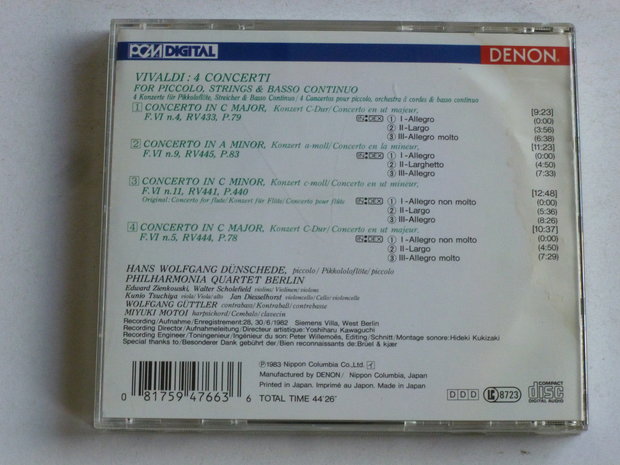 PCM DIGITAL
DENON
VIVALDI : 4 CONCERTI
FOR PICCOLO, STRINGS & BASSO CONTINUO
4 Konzerte für Pikkoloflöte, Streicher & Basso Continuo/4 Concertos pour piccolo, orchestra à cordes & basso continuo
1 CONCERTO IN C MAJOR, Konzert C-Dur/Concerto en ut majeur, [9:23]
F.VI n.4, RV433, P.79 INDEX ① I-Allegro (0:00)
② II-Largo (3:56)
③ III-Allegro molto (6:38)
2 CONCERTO IN A MINOR, Konzert a-moll/Concerto en la mineur, [11:23]
F.VI n.9, RV445, P.83 INDEX ① I-Allegro (0:00)
② II-Larghetto (4:50)
③ III-Allegro (7:33)
3 CONCERTO IN C MINOR, Konzert c-moll/Concerto en ut mineur, [12:48]
F.VI n.11, RV441, P.440
Original: Concerto for flute/Konzert für Flöte/Concerto pour flûte INDEX ① I-Allegro non molto (0:00)
② II-Largo (5:36)
③ III-Allegro (8:26)
4 CONCERTO IN C MAJOR, Konzert C-Dur/Concerto en ut majeur, [10:37]
F.VI n.5, RV444, P.78 INDEX ① I-Allegro non molto (0:00)
② II-Largo (4:50)
③ III-Allegro molto (7:29)
HANS WOLFGANG DÜNSCHEDE, piccolo/Pikkoloflöte/piccolo
PHILHARMONIA QUARTET BERLIN
Edward Zienkowski, Walter Scholefield violins/Violinen/violons
Kunio Tsuchiya viola/Viola/alto Jan Diesselhorst violoncello/Cello/violoncelle
WOLFGANG GÜTTLER contrabass/Kontrabaß/contrebasse
MIYUKI MOTOI harpsichord/Cembalo/clavecin
Recording/Aufnahme/Enregistrement:28, 30/6/1982 Siemens Villa, West Berlin
Recording Director/Aufnahmeleitung/Directeur artistique:Yoshiharu Kawaguchi
Recording Engineer/Toningenieur/Ingénieur du son: Peter Willemoës, Editing/Schnitt/Montage sonore: Hideki Kukizaki
Special thanks to:/Besonderer Dank gebührt der/Bien reconnaissants de:Brüel & kjær
Ⓟ1983 Nippon Columbia Co.,Ltd.
Manufactured by DENON/Nippon Columbia, Japan
Printed in Japan. Imprimé au Japon. Made in Japan
0 81759 47663 6
TOTAL TIME 44'26"
D D D
LC 8723
COMPACT disc DIGITAL AUDIO